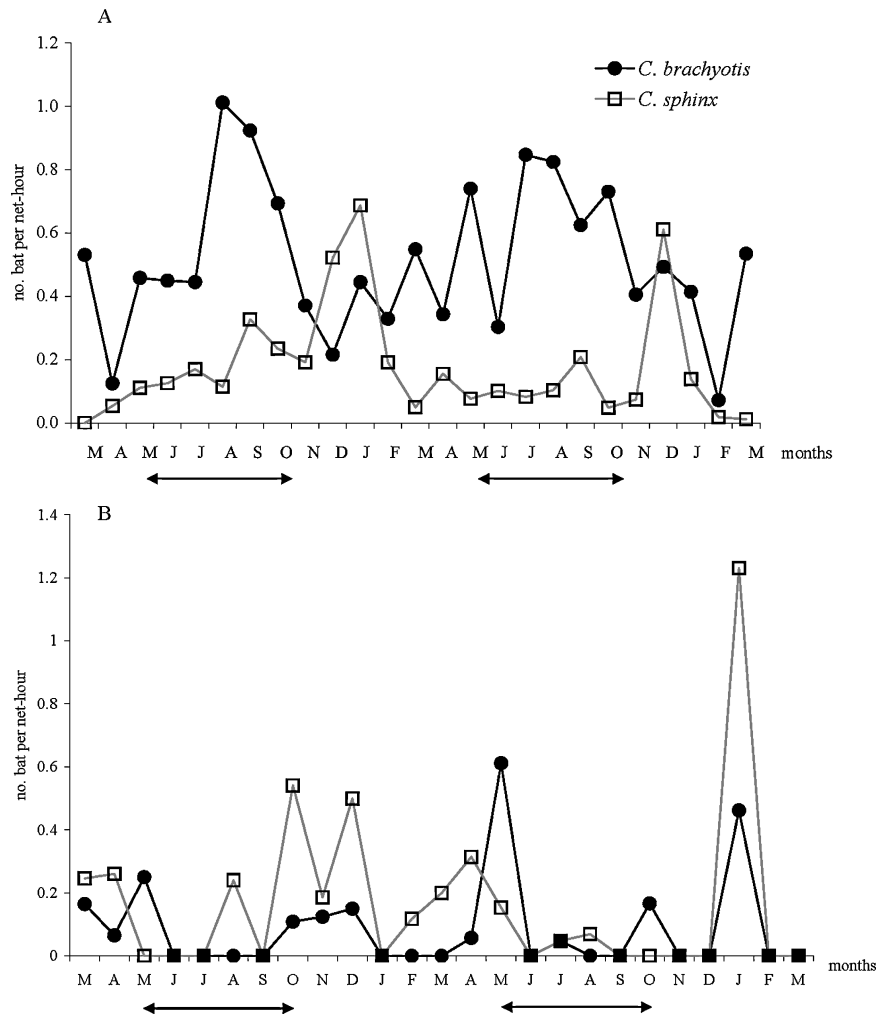 A
1.2
C. brachyotis
C. sphinx
1.0
0.8
0.6
0.4
0.2
0.0
no. bat per net-hour
M A M J J A S O N D J F M A M J J A S O N D J F M months
B
1.4
1.2
1
0.8
0.6
0.4
0.2
0
no. bat per net-hour
M A M J J A S O N D J F M A M J J A S O N D J F M months